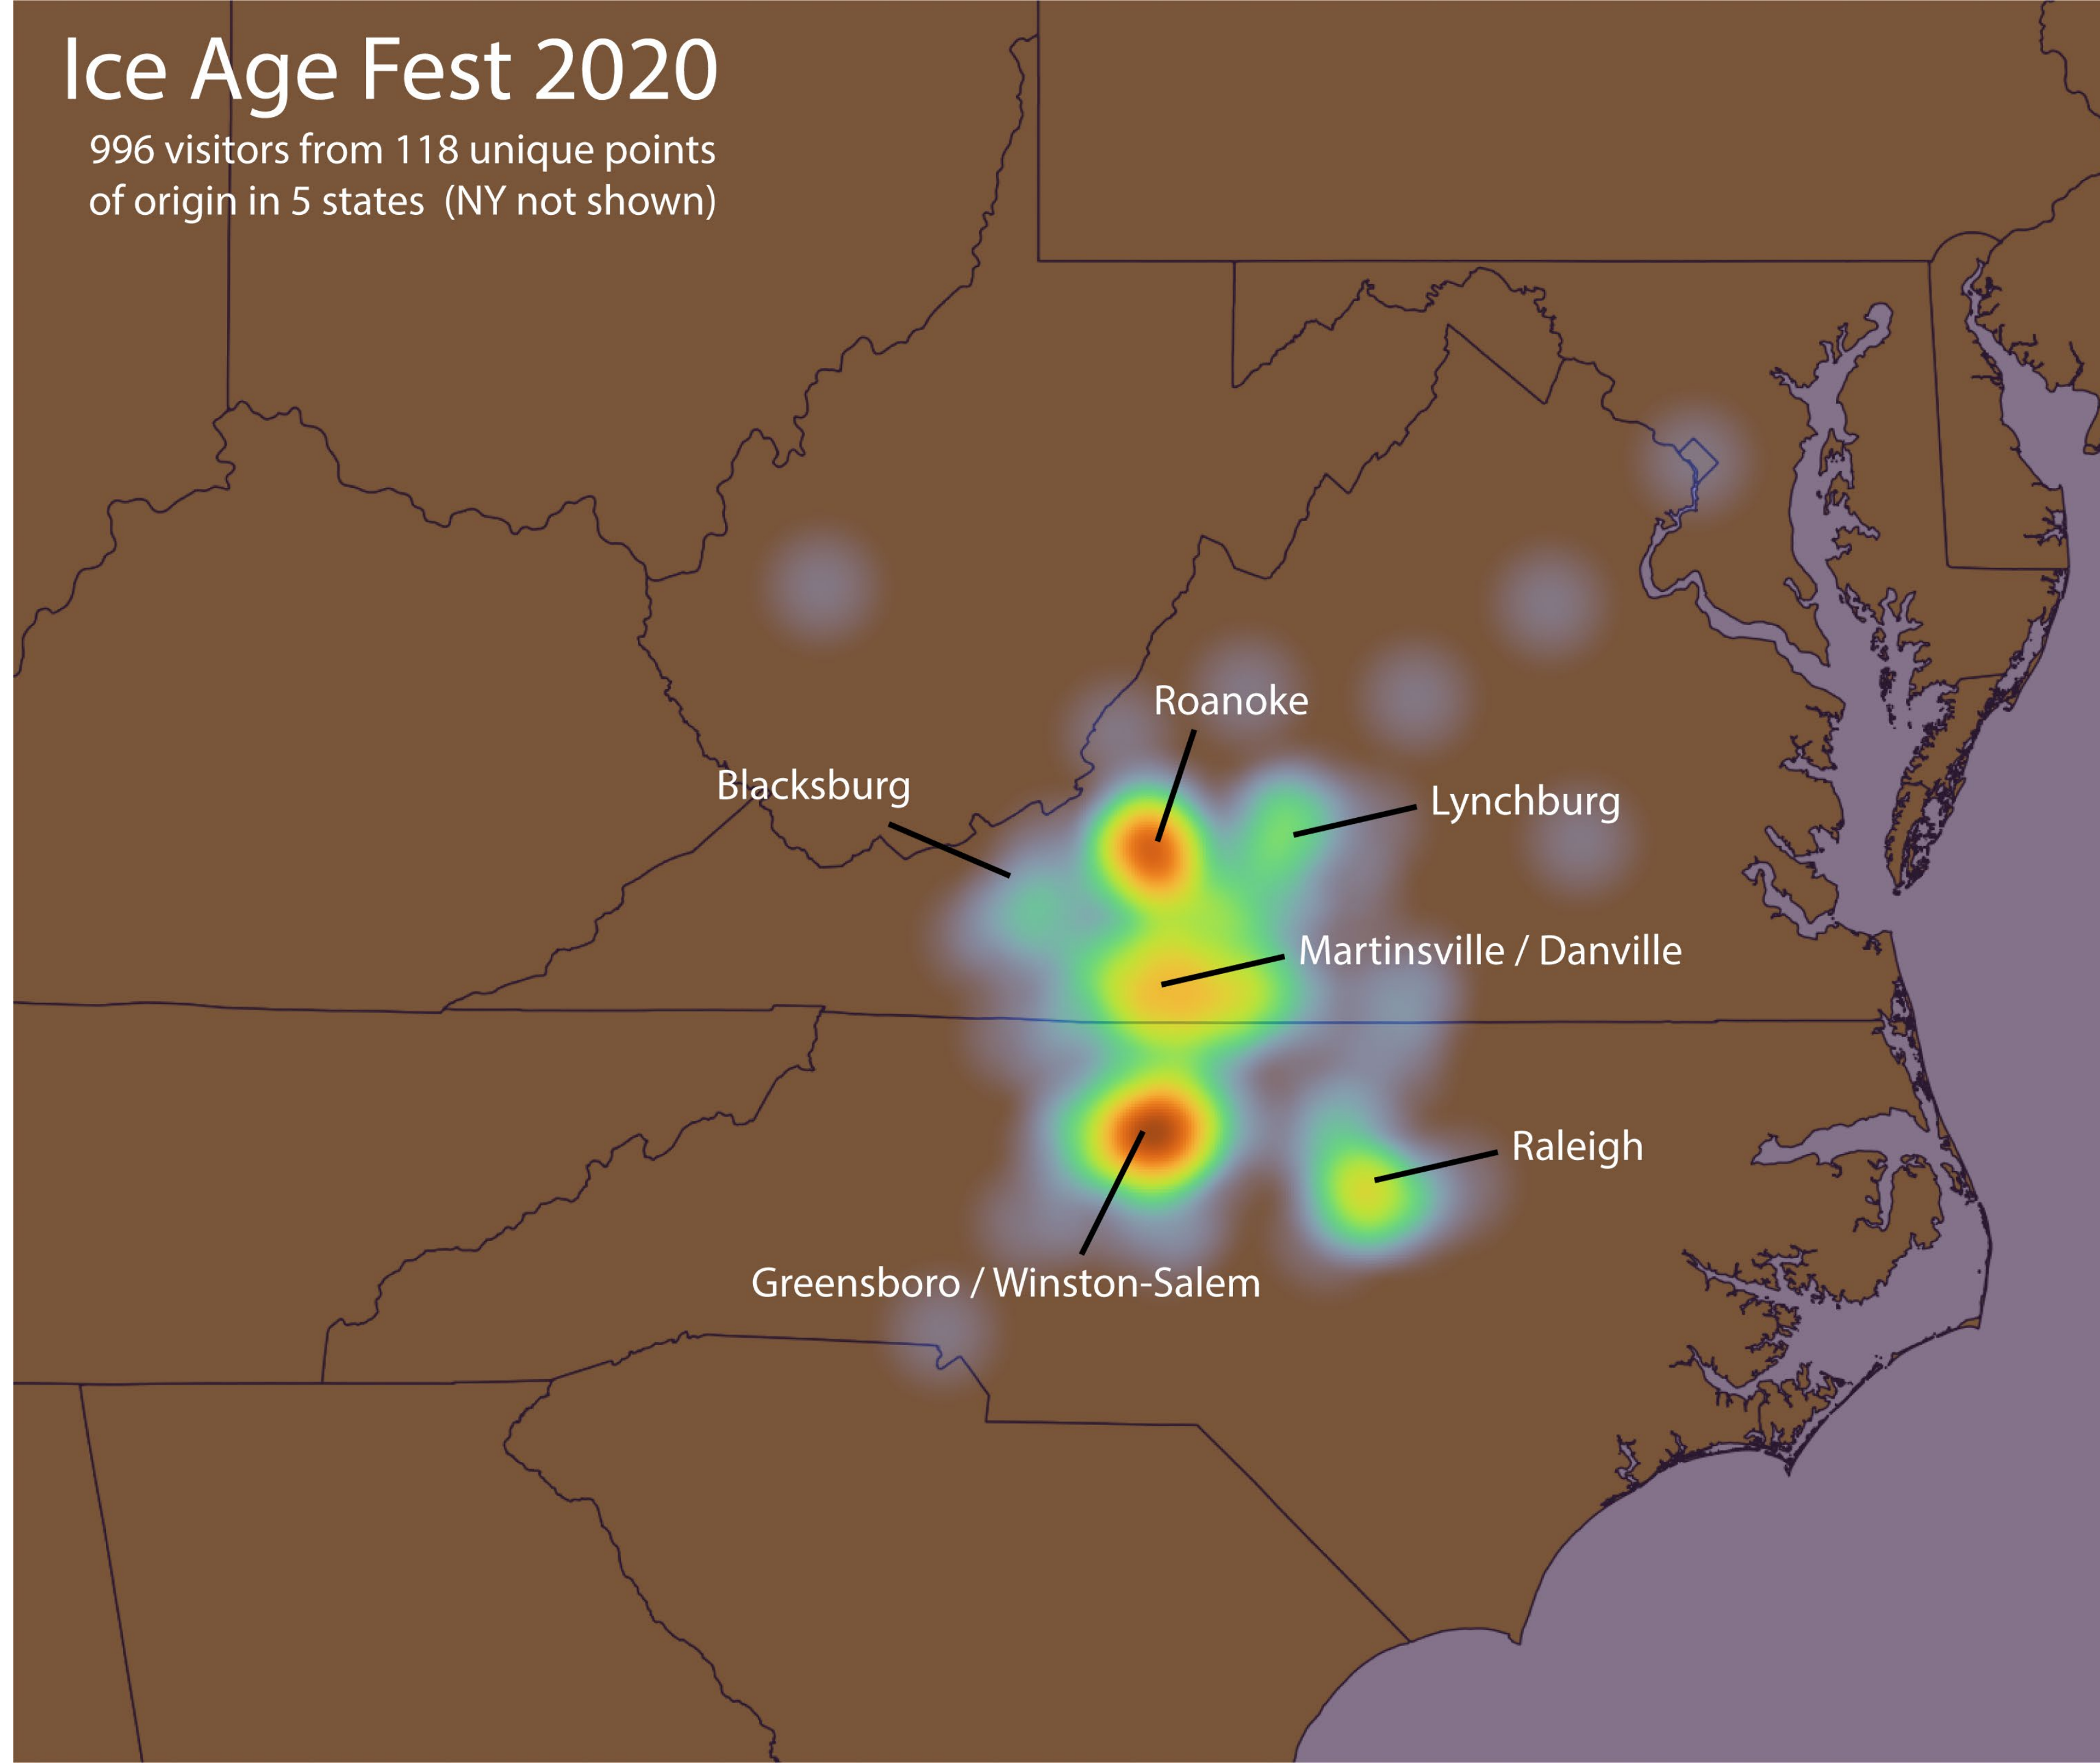 Ice Age Fest 2020
996 visitors from 118 unique points
of origin in 5 states  (NY not shown)
Roanoke
Blacksburg
Lynchburg
Martinsville / Danville
Raleigh
Greensboro / Winston-Salem